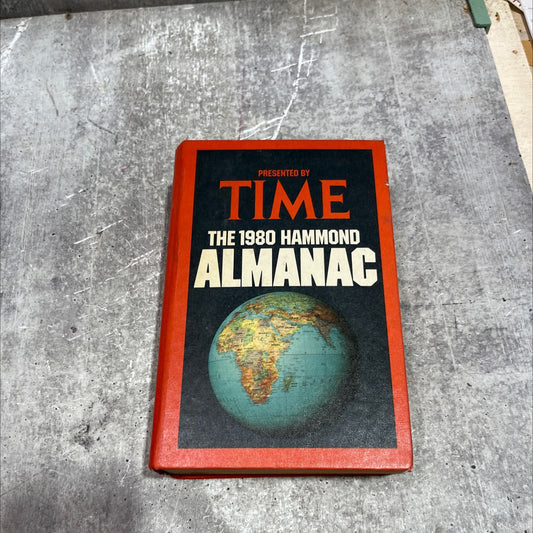 PRESENTED BY
TIME
THE 1980 HAMMOND
ALMANAC